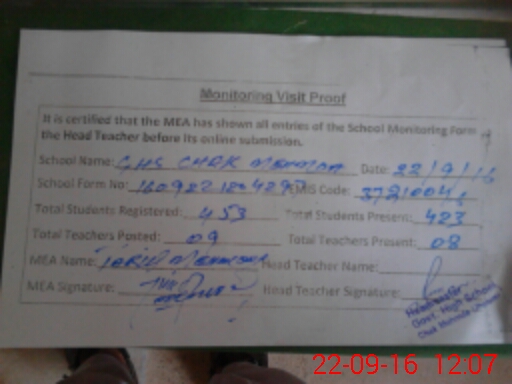 Monitoring Visit Proof
It is certified that the MEA has shown all entries of the School Monitoring Form
the Head Teacher before its online submission.
School Name: GHS CHAK Date: 22/9/16
School Form No: EMIS Code:
Total Students Registered: 453 Total Students Present: 423
Total Teachers Posted: 09 Total Teachers Present: 08
MEA Name: Head Teacher Name:
MEA Signature: Head Teacher Signature:
Govt. High School
22-09-16 12:07